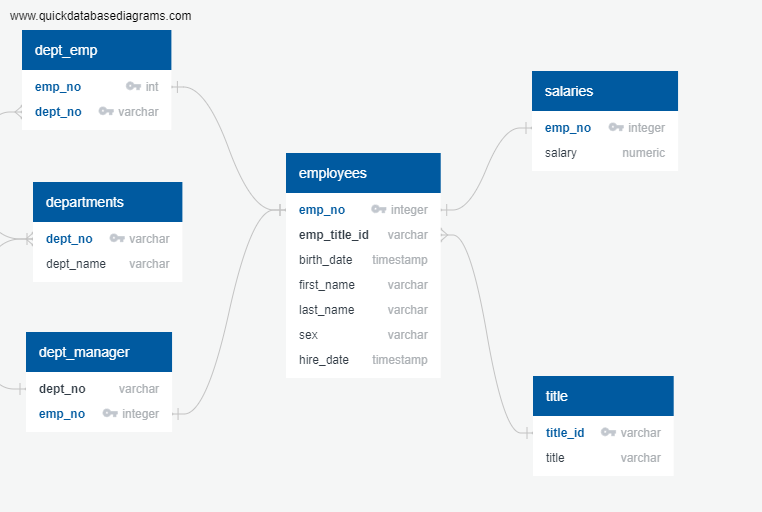 www.quickdatabasediagrams.com
dept_emp
emp_no int
dept_no varchar
departments
dept_no varchar
dept_name varchar
dept_manager
dept_no varchar
emp_no integer
employees
emp_no integer
emp_title_id varchar
birth_date timestamp
first_name varchar
last_name varchar
sex varchar
hire_date timestamp
salaries
emp_no integer
salary numeric
title
title_id varchar
title varchar